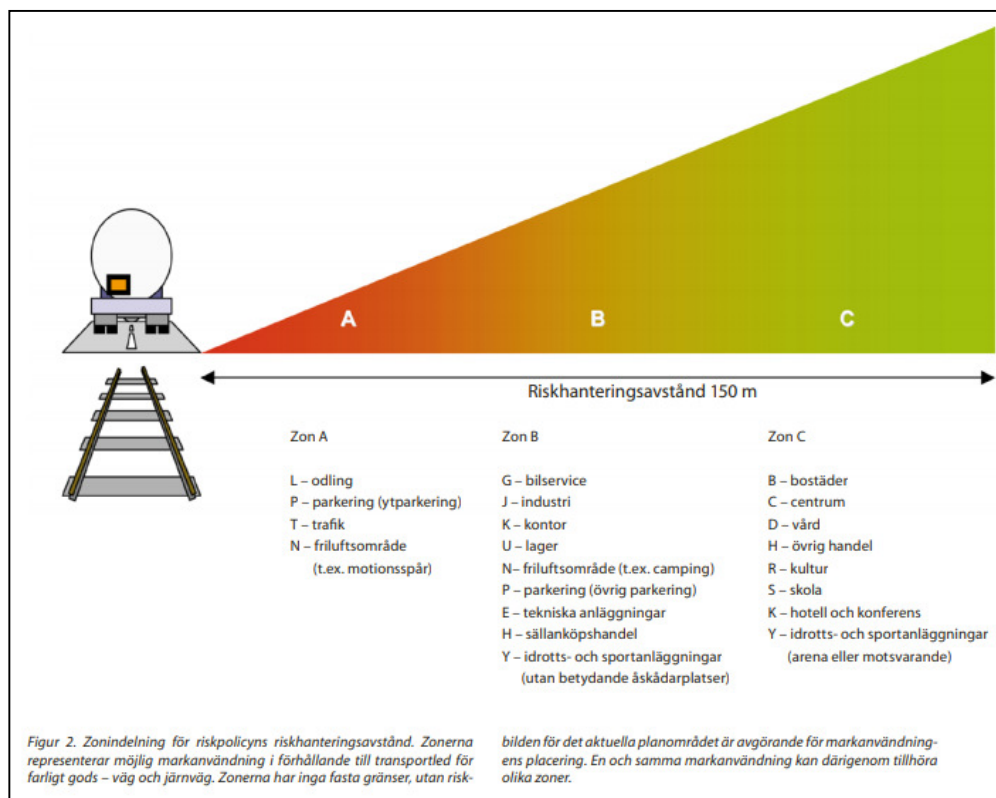 A
B
C
Riskhanteringsavstånd 150 m
Zon A
L – odling
P – parkering (ytparkering)
T – trafik
N – friluftsområde
(t.ex. motionsspår)
Zon B
G – bilservice
J – industri
K – kontor
U – lager
N– friluftsområde (t.ex. camping)
P – parkering (övrig parkering)
E – tekniska anläggningar
H – sällanköpshandel
Y – idrotts- och sportanläggningar
(utan betydande åskådarplatser)
Zon C
B – bostäder
C – centrum
D – vård
H – övrig handel
R – kultur
S – skola
K – hotell och konferens
Y – idrotts- och sportanläggningar
(arena eller motsvarande)
Figur 2. Zonindelning för riskpolicyns riskhanteringsavstånd. Zonerna
representerar möjlig markanvändning i förhållande till transportled för
farligt gods – väg och järnväg. Zonerna har inga fasta gränser, utan risk-
bilden för det aktuella planområdet är avgörande för markanvändning-
ens placering. En och samma markanvändning kan därigenom tillhöra
olika zoner.